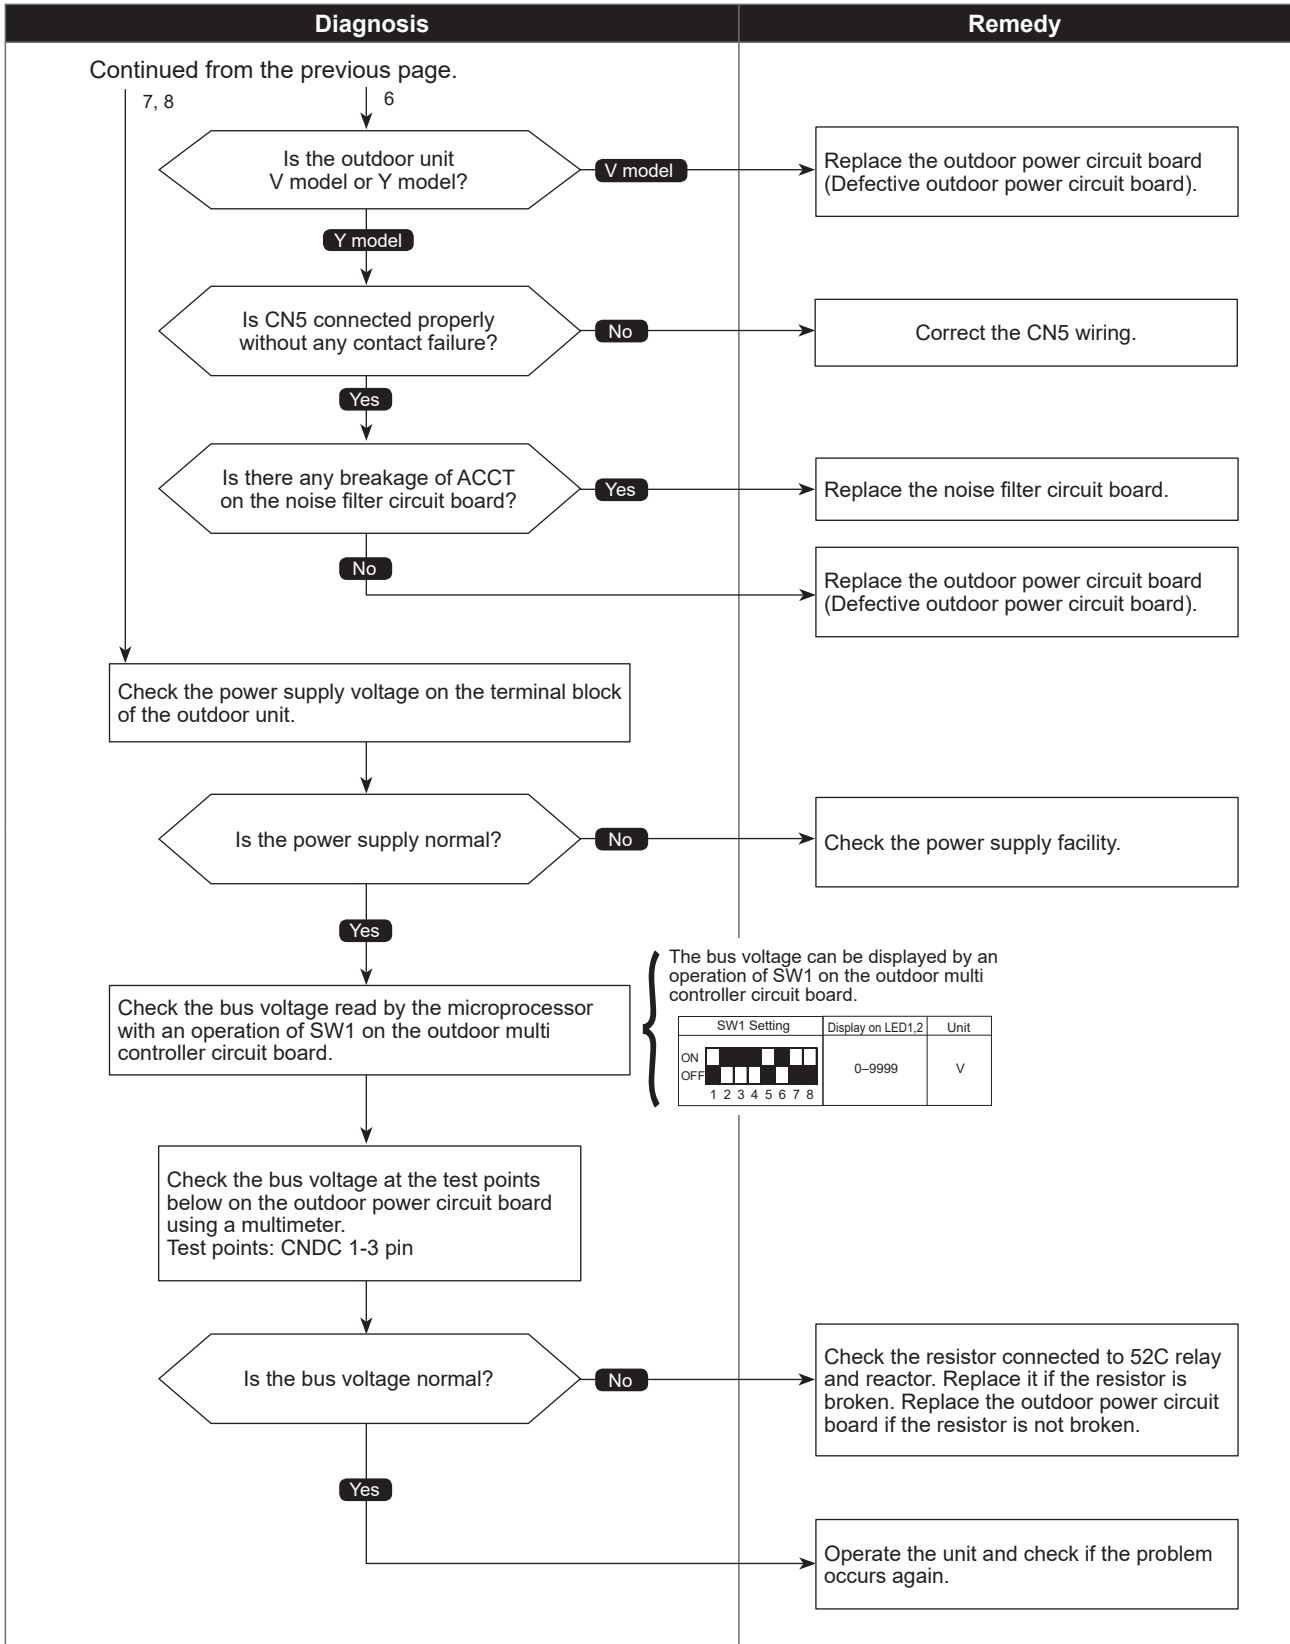 Diagnosis
Remedy
Continued from the previous page.
7, 8
6
Is the outdoor unit
V model or Y model?
V model
Replace the outdoor power circuit board
(Defective outdoor power circuit board).
Y model
Is CN5 connected properly
without any contact failure?
No
Correct the CN5 wiring.
Yes
Is there any breakage of ACCT
on the noise filter circuit board?
Yes
Replace the noise filter circuit board.
No
Replace the outdoor power circuit board
(Defective outdoor power circuit board).
Check the power supply voltage on the terminal block
of the outdoor unit.
Is the power supply normal?
No
Check the power supply facility.
Yes
Check the bus voltage read by the microprocessor
with an operation of SW1 on the outdoor multi
controller circuit board.
The bus voltage can be displayed by an
operation of SW1 on the outdoor multi
controller circuit board.
SW1 Setting
Display on LED1,2
Unit
ON
OFF
1 2 3 4 5 6 7 8
0–9999
V
Check the bus voltage at the test points
below on the outdoor power circuit board
using a multimeter.
Test points: CNDC 1-3 pin
Is the bus voltage normal?
No
Check the resistor connected to 52C relay
and reactor. Replace it if the resistor is
broken. Replace the outdoor power circuit
board if the resistor is not broken.
Yes
Operate the unit and check if the problem
occurs again.